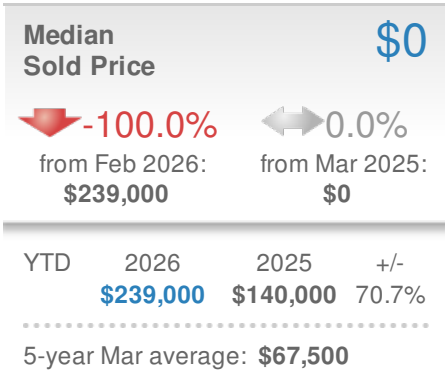 Median
Sold Price
$0
-100.0%
from Feb 2026:
$239,000
0.0%
from Mar 2025:
$0
YTD 2026 2025 +/-
$239,000 $140,000 70.7%
5-year Mar average: $67,500